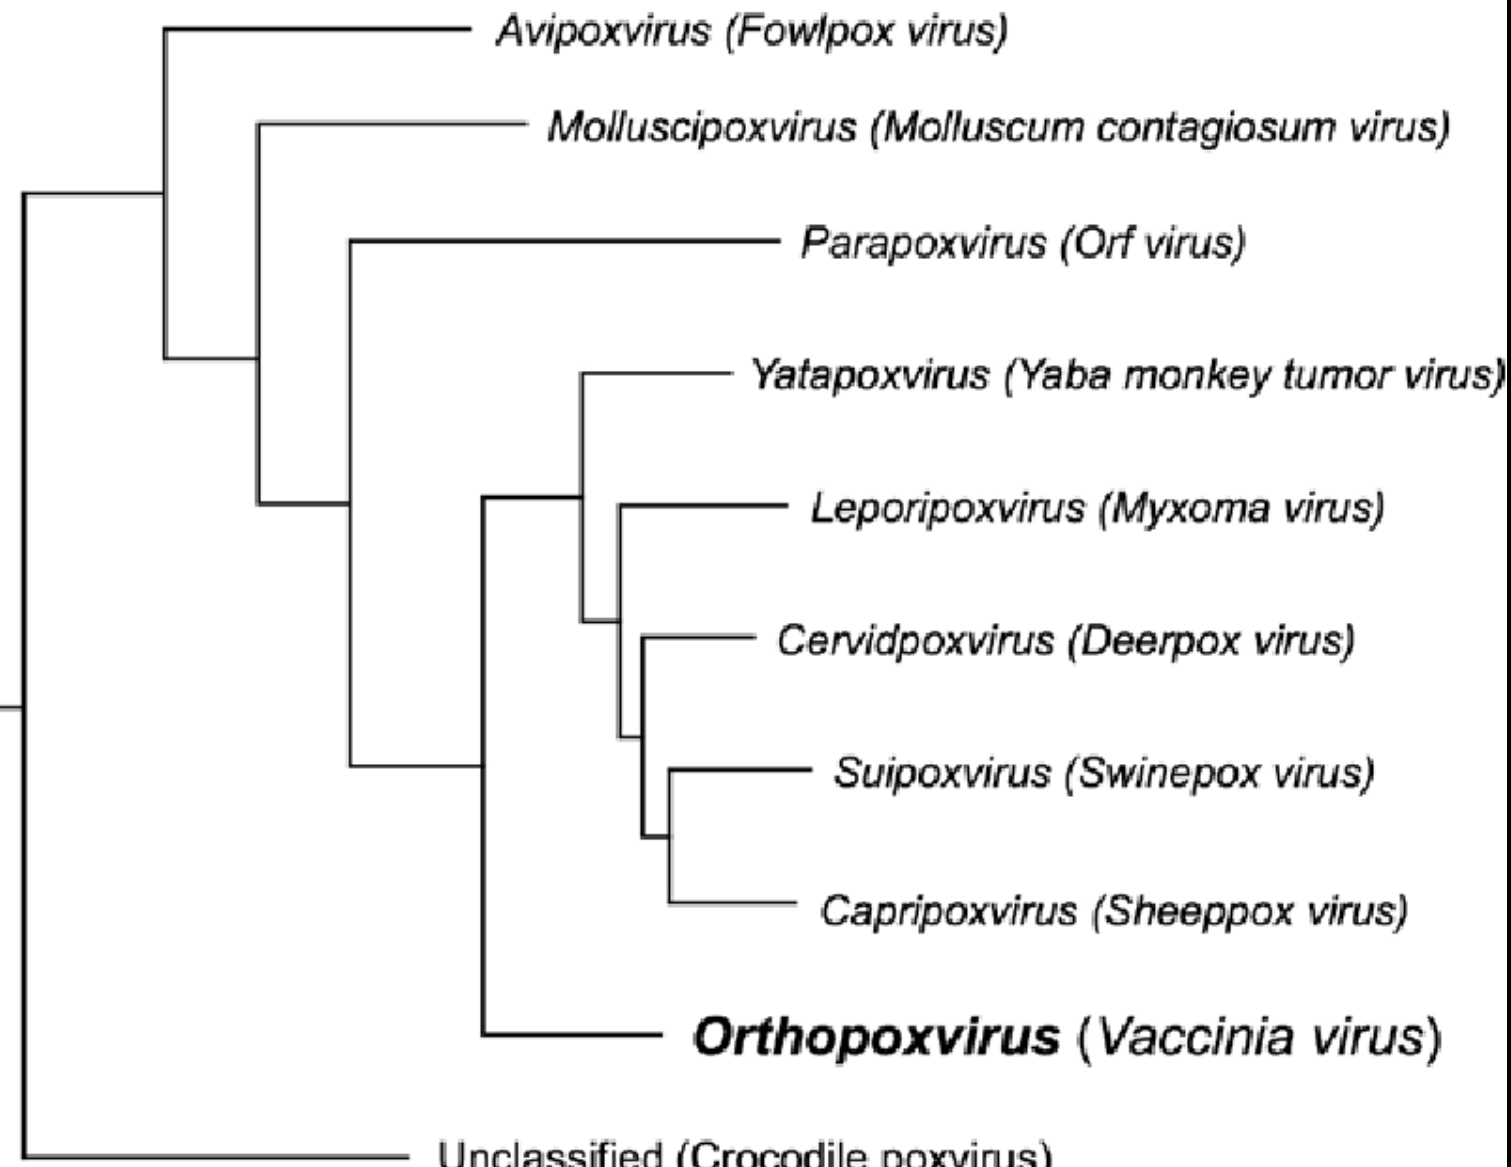 Avipoxvirus (Fowlpox virus)
Molluscipoxvirus (Molluscum contagiosum virus)
Parapoxvirus (Orf virus)
Yatapoxvirus (Yaba monkey tumor virus)
Leporipoxvirus (Myxoma virus)
Cervidpoxvirus (Deerpox virus)
Suipoxvirus (Swinepox virus)
Capripoxvirus (Sheeppox virus)
Orthopoxvirus (Vaccinia virus)
Unclassified (Crocodile poxvirus)